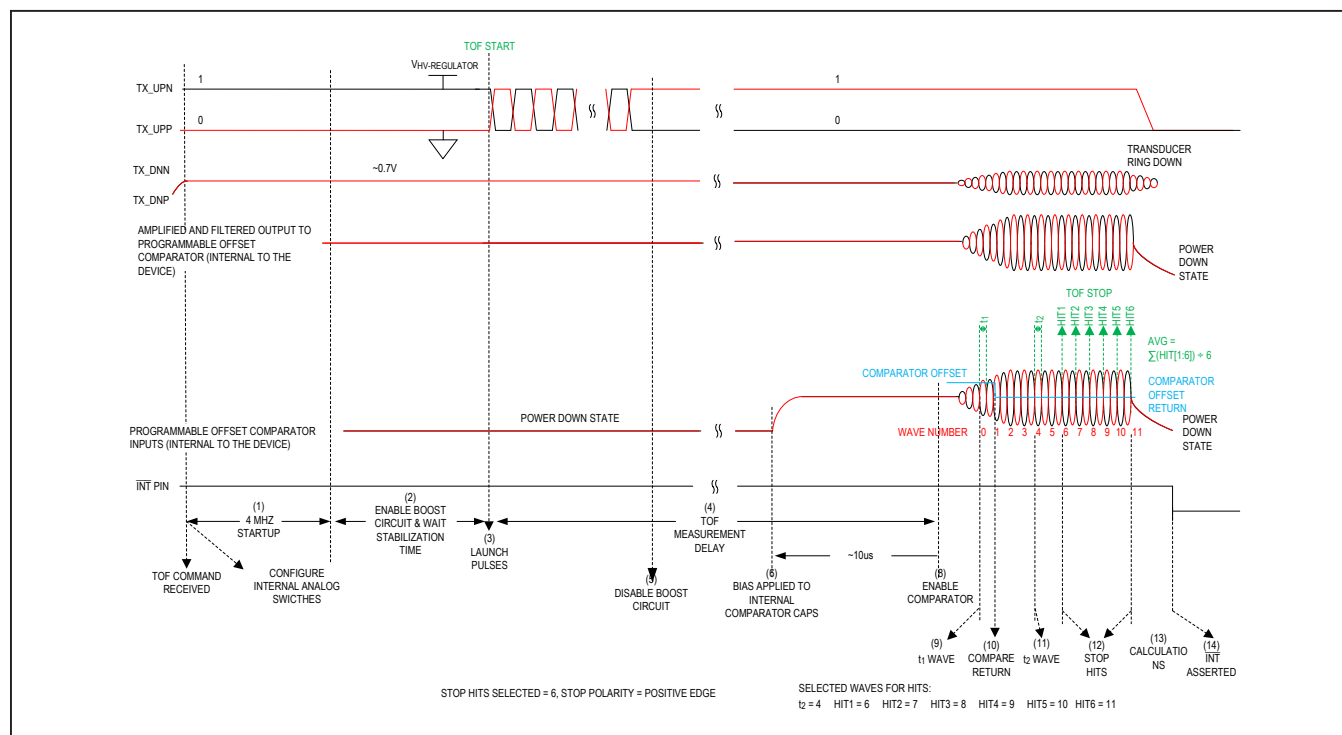 TOF START
VHV-REGULATOR
TX_UPN
1
1
TX_UPP
0
0
TX_DNN
~0.7V
TX_DNP
TRANSDUCER
RING DOWN
AMPLIFIED AND FILTERED OUTPUT TO
PROGRAMMABLE OFFSET
COMPARATOR (INTERNAL TO THE
DEVICE)
POWER
DOWN
STATE
TOF STOP
t1
t2
HIT1
HIT2
HIT3
HIT4
HIT5
HIT6
AVG =
∑(HIT[1:6]) ÷ 6
COMPARATOR OFFSET
COMPARATOR
OFFSET
RETURN
POWER DOWN STATE
PROGRAMMABLE OFFSET COMPARATOR
INPUTS (INTERNAL TO THE DEVICE)
WAVE NUMBER 0 1 2 3 4 5 6 7 8 9 10 11
POWER
DOWN
STATE
INT PIN
(1)
4 MHZ
STARTUP
(2)
ENABLE BOOST
CIRCUIT & WAIT
STABILIZATION
TIME
(3)
LAUNCH
PULSES
(4)
TOF
MEASUREMENT
DELAY
~10us
TOF COMMAND
RECEIVED
CONFIGURE
INTERNAL ANALOG
SWICTHES
(5)
DISABLE BOOST
CIRCUIT
(6)
BIAS APPLIED TO
INTERNAL
COMPARATOR CAPS
(8)
ENABLE
COMPARATOR
(9)
t1 WAVE
(10)
COMPARE
RETURN
(11)
t2 WAVE
(12)
STOP
HITS
(13)
CALCULATIO
NS
(14)
INT
ASSERTED
STOP HITS SELECTED = 6, STOP POLARITY = POSITIVE EDGE
SELECTED WAVES FOR HITS:
t2 = 4 HIT1 = 6 HIT2 = 7 HIT3 = 8 HIT4 = 9 HIT5 = 10 HIT6 = 11